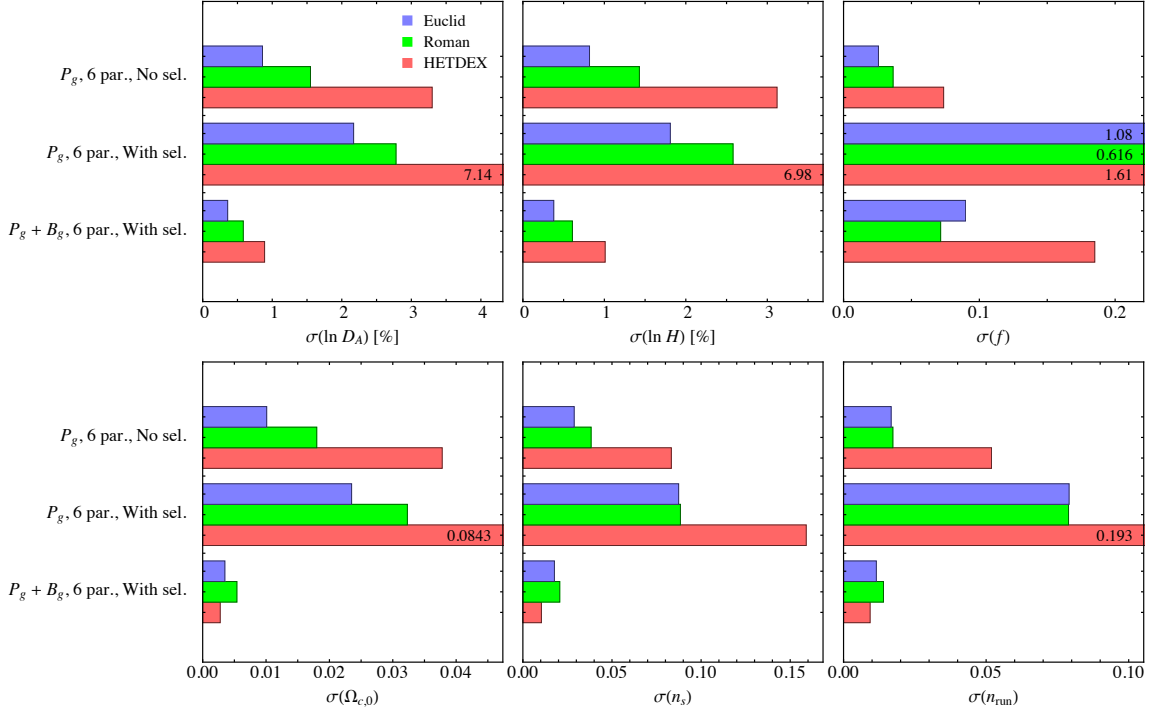 Euclid
Roman
HETDEX
P_g, 6 par., No sel.
P_g, 6 par., With sel.
P_g + B_g, 6 par., With sel.
7.14
6.98
1.08
0.616
1.61
0 1 2 3 4
0 1 2 3
0.0 0.1 0.2
σ(ln D_A) [%]
σ(ln H) [%]
σ(f)
P_g, 6 par., No sel.
P_g, 6 par., With sel.
P_g + B_g, 6 par., With sel.
0.0843
0.193
0.00 0.01 0.02 0.03 0.04
0.00 0.05 0.10 0.15
0.00 0.05 0.10
σ(Ω_{c,0})
σ(n_s)
σ(n_run)